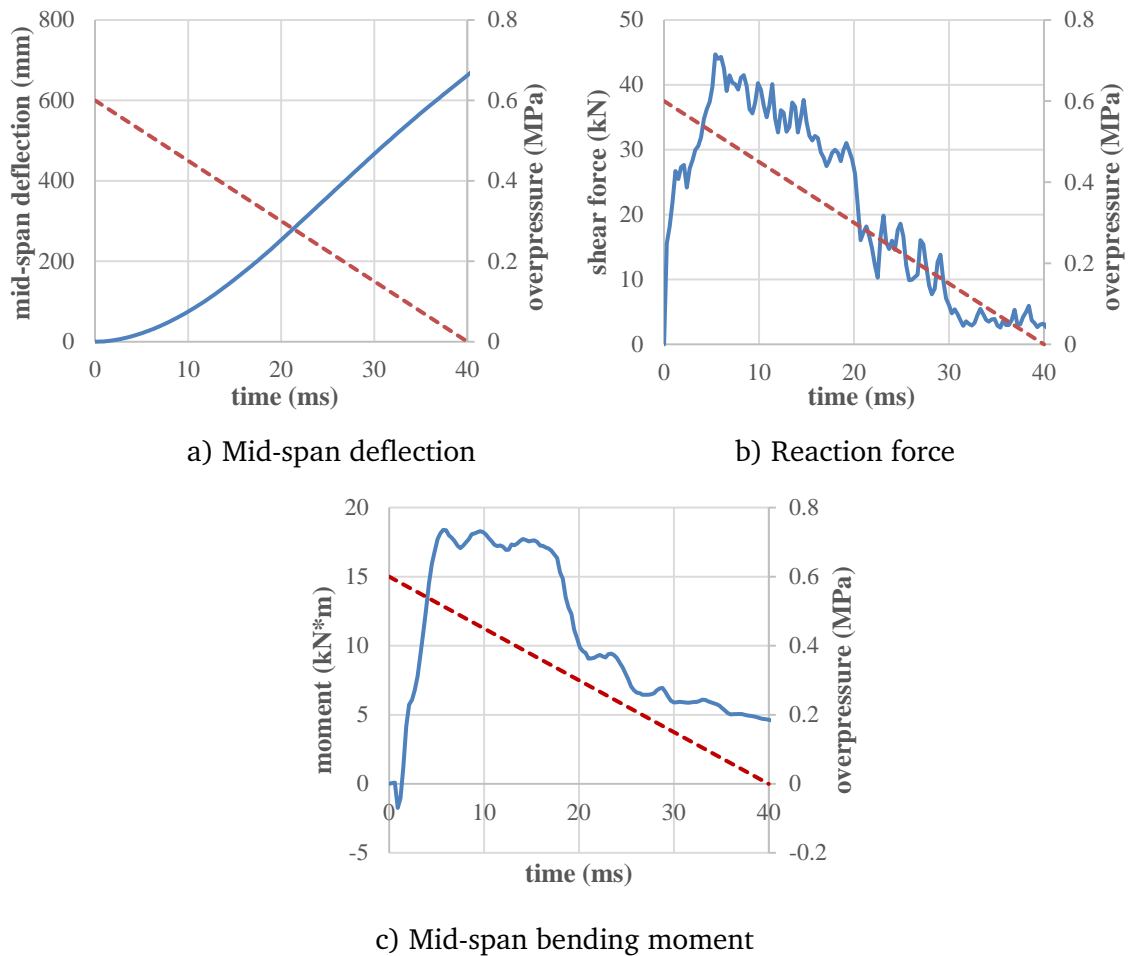 800
600
400
200
0
mid-span deflection (mm)
0.8
0.6
0.4
0.2
0
overpressure (MPa)
0 10 20 30 40
time (ms)
a) Mid-span deflection
50
40
30
20
10
0
shear force (kN)
0.8
0.6
0.4
0.2
0
overpressure (MPa)
0 10 20 30 40
time (ms)
b) Reaction force
20
15
10
5
0
-5
moment (kN*m)
0.8
0.6
0.4
0.2
0
-0.2
overpressure (MPa)
0 10 20 30 40
time (ms)
c) Mid-span bending moment